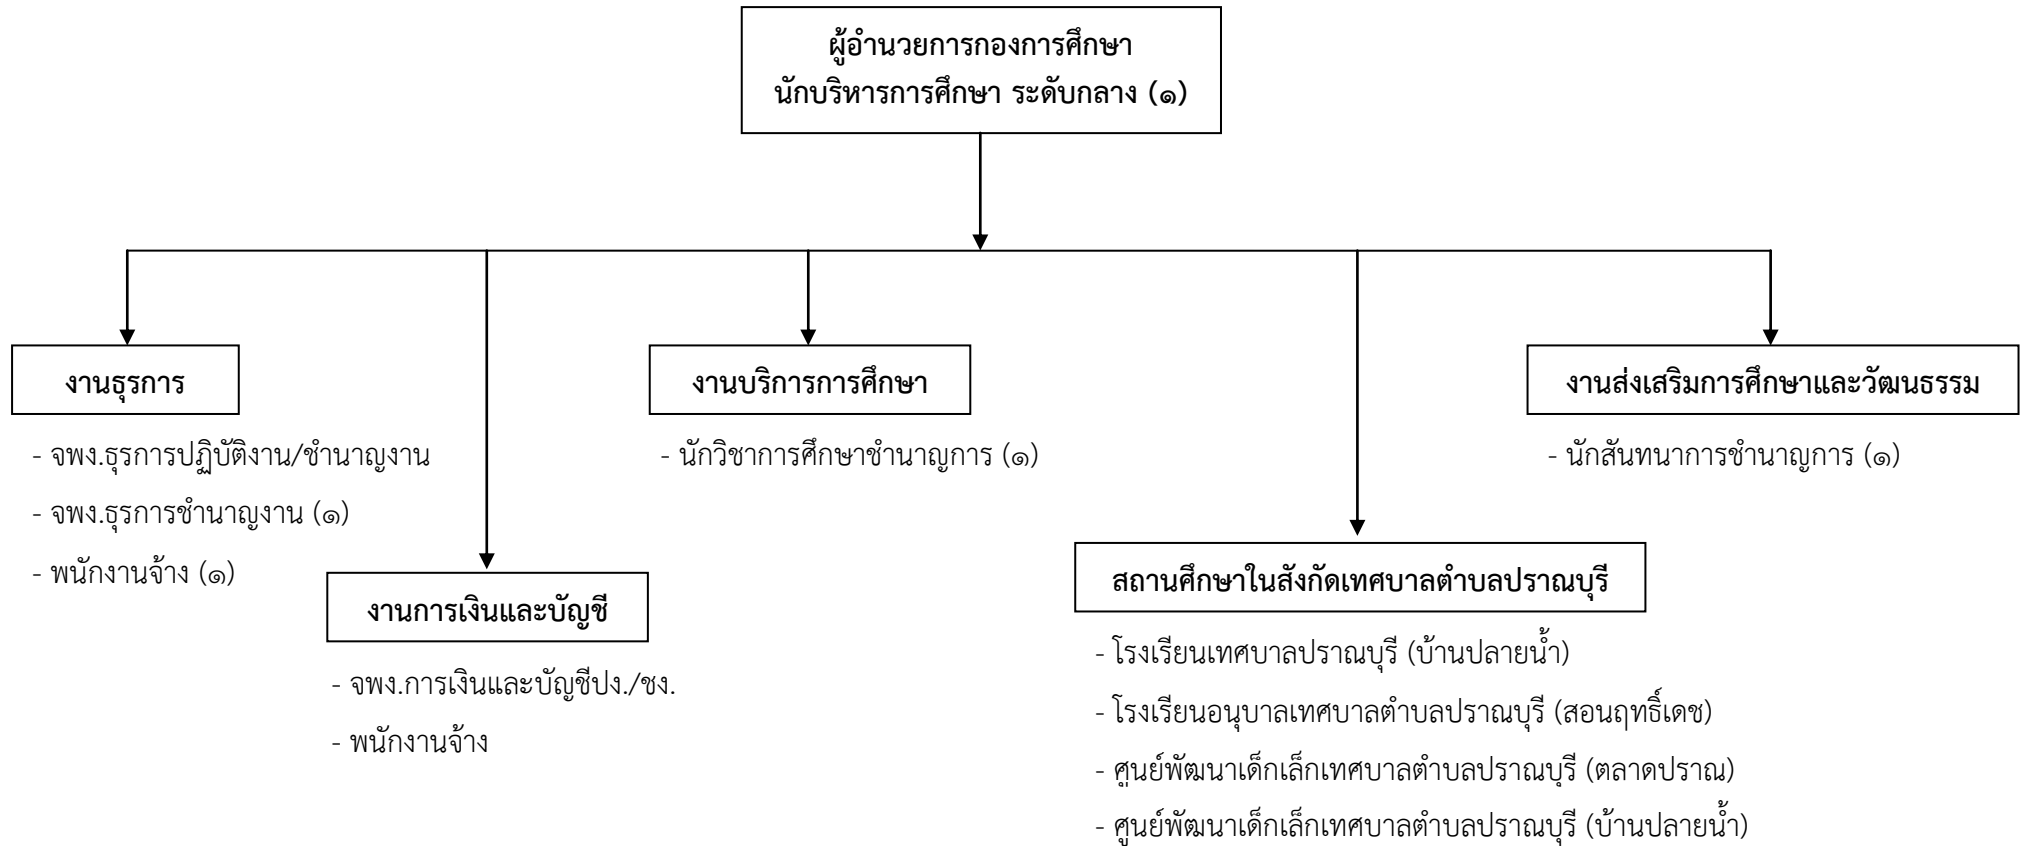 ผู้อำนวยการกองการศึกษา
นักบริหารการศึกษา ระดับกลาง (๑)
งานธุรการ
- จพง.ธุรการปฏิบัติงาน/ชำนาญงาน
- จพง.ธุรการชำนาญงาน (๑)
- พนักงานจ้าง (๑)
งานการเงินและบัญชี
- จพง.การเงินและบัญชีปง./ชง.
- พนักงานจ้าง
งานบริการการศึกษา
- นักวิชาการศึกษาชำนาญการ (๑)
สถานศึกษาในสังกัดเทศบาลตำบลปราณบุรี
- โรงเรียนเทศบาลปราณบุรี (บ้านปลายน้ำ)
- โรงเรียนอนุบาลเทศบาลตำบลปราณบุรี (สอนฤทธิ์เดช)
- ศูนย์พัฒนาเด็กเล็กเทศบาลตำบลปราณบุรี (ตลาดปราณ)
- ศูนย์พัฒนาเด็กเล็กเทศบาลตำบลปราณบุรี (บ้านปลายน้ำ)
งานส่งเสริมการศึกษาและวัฒนธรรม
- นักสันทนาการชำนาญการ (๑)